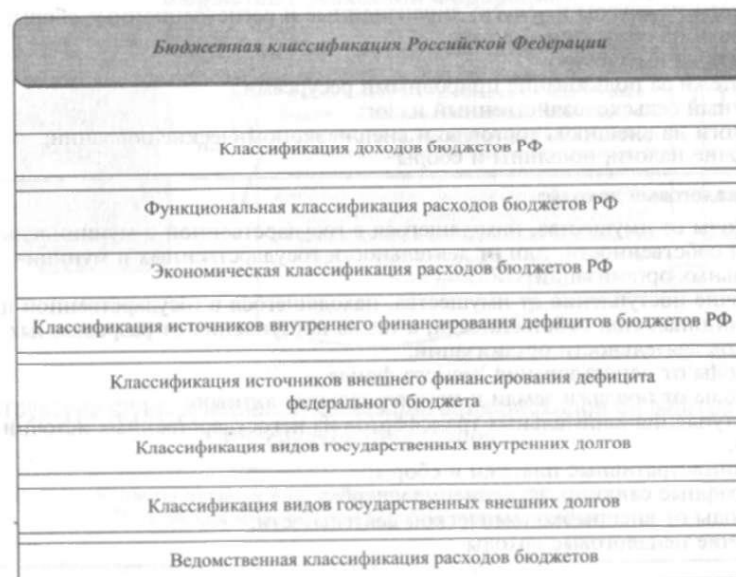 Бюджетная классификация Российской Федерации
Классификация доходов бюджетов РФ
Функциональная классификация расходов бюджетов РФ
Экономическая классификация расходов бюджетов РФ
Классификация источников внутреннего финансирования дефицитов бюджетов РФ
Классификация источников внешнего финансирования дефицита
федерального бюджета
Классификация видов государственных внутренних долгов
Классификация видов государственных внешних долгов
Ведомственная классификация расходов бюджетов